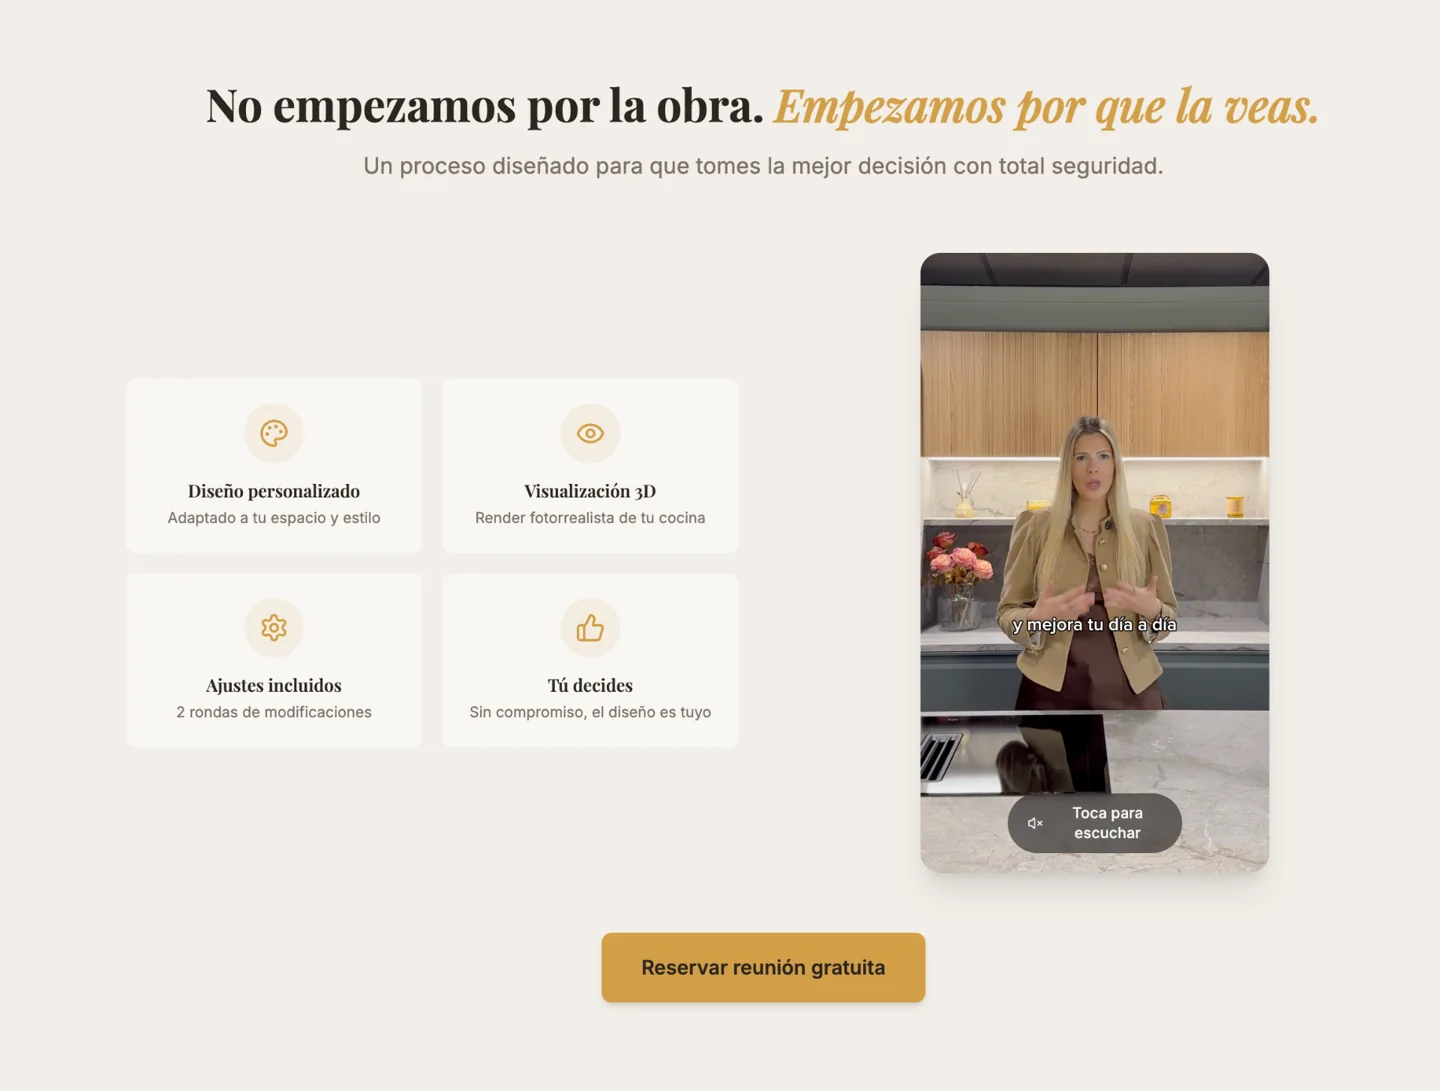 No empezamos por la obra. Empezamos por que la veas.
Un proceso diseñado para que tomes la mejor decisión con total seguridad.
Diseño personalizado
Adaptado a tu espacio y estilo
Visualización 3D
Render fotorrealista de tu cocina
Ajustes incluidos
2 rondas de modificaciones
Tú decides
Sin compromiso, el diseño es tuyo
y mejora tu día a día
Toca para
escuchar
Reservar reunión gratuita